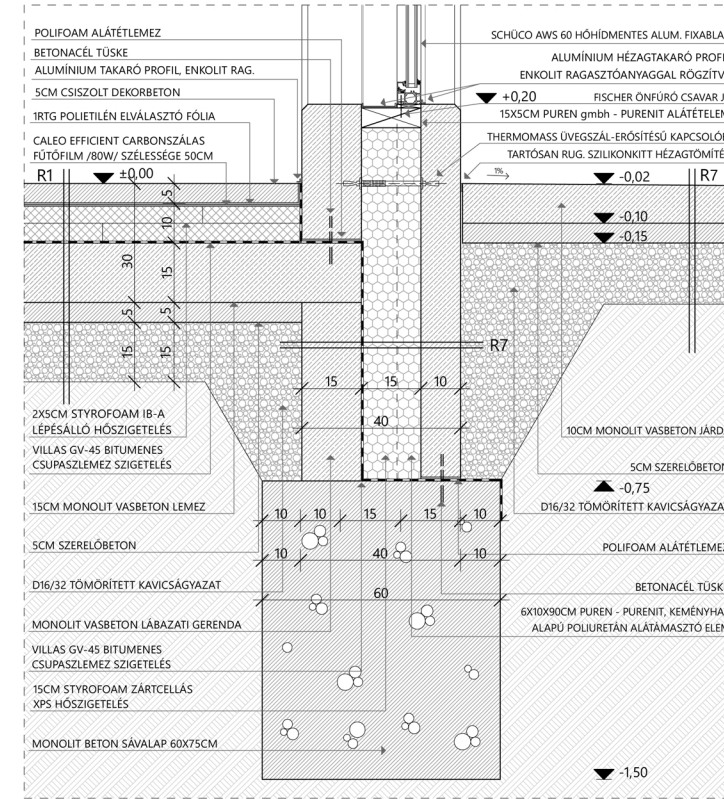 POLIFOAM ALÁTÉTLEMEZ
BETONACÉL TÜSKE
ALUMÍNIUM TAKARÓ PROFIL, ENKOLIT RAG.
5CM CSISZOLT DEKORBETON
1RTG POLIETILÉN ELVÁLASZTÓ FÓLIA
CALEO EFFICIENT CARBONSZÁLAS
FŰTŐFILM /80W/ SZÉLESSÉGE 50CM
R1
±0,00
SCHÜCO AWS 60 HŐHÍDMENTES ALUM. FIXABLA
ALUMÍNIUM HÉZAGTAKARÓ PROFI
ENKOLIT RAGASZTÓANYAGGAL RÖGZÍTV
+0,20
FISCHER ÖNFÚRÓ CSAVAR J
15X5CM PUREN gmbh - PURENIT ALÁTÉTELEM
THERMOMASS ÜVEGSZÁL-ERŐSÍTÉSŰ KAPCSOLÓ
TARTÓSAN RUG. SZILIKONKITT HÉZAGTÖMÍTÉ
1%
-0,02
R7
-0,10
-0,15
5
10
30
15
5
5
15
15
R7
15
15
10
40
2X5CM STYROFOAM IB-A
LÉPÉSÁLLÓ HŐSZIGETELÉS
VILLAS GV-45 BITUMENES
CSUPASZLEMEZ SZIGETELÉS
15CM MONOLIT VASBETON LEMEZ
5CM SZERELŐBETON
D16/32 TÖMÖRÍTETT KAVICSÁGYAZAT
MONOLIT VASBETON LÁBAZATI GERENDA
VILLAS GV-45 BITUMENES
CSUPASZLEMEZ SZIGETELÉS
15CM STYROFOAM ZÁRTCELLÁS
XPS HŐSZIGETELÉS
MONOLIT BETON SÁVALAP 60X75CM
10
10
15
15
10
10
40
10
60
10CM MONOLIT VASBETON JÁRD
5CM SZERELŐBETON
-0,75
D16/32 TÖMÖRÍTETT KAVICSÁGYAZA
POLIFOAM ALÁTÉTLEMEZ
BETONACÉL TÜSK
6X10X90CM PUREN - PURENIT, KEMÉNYHA
ALAPÚ POLIURETÁN ALÁTÁMASZTÓ ELEM
-1,50